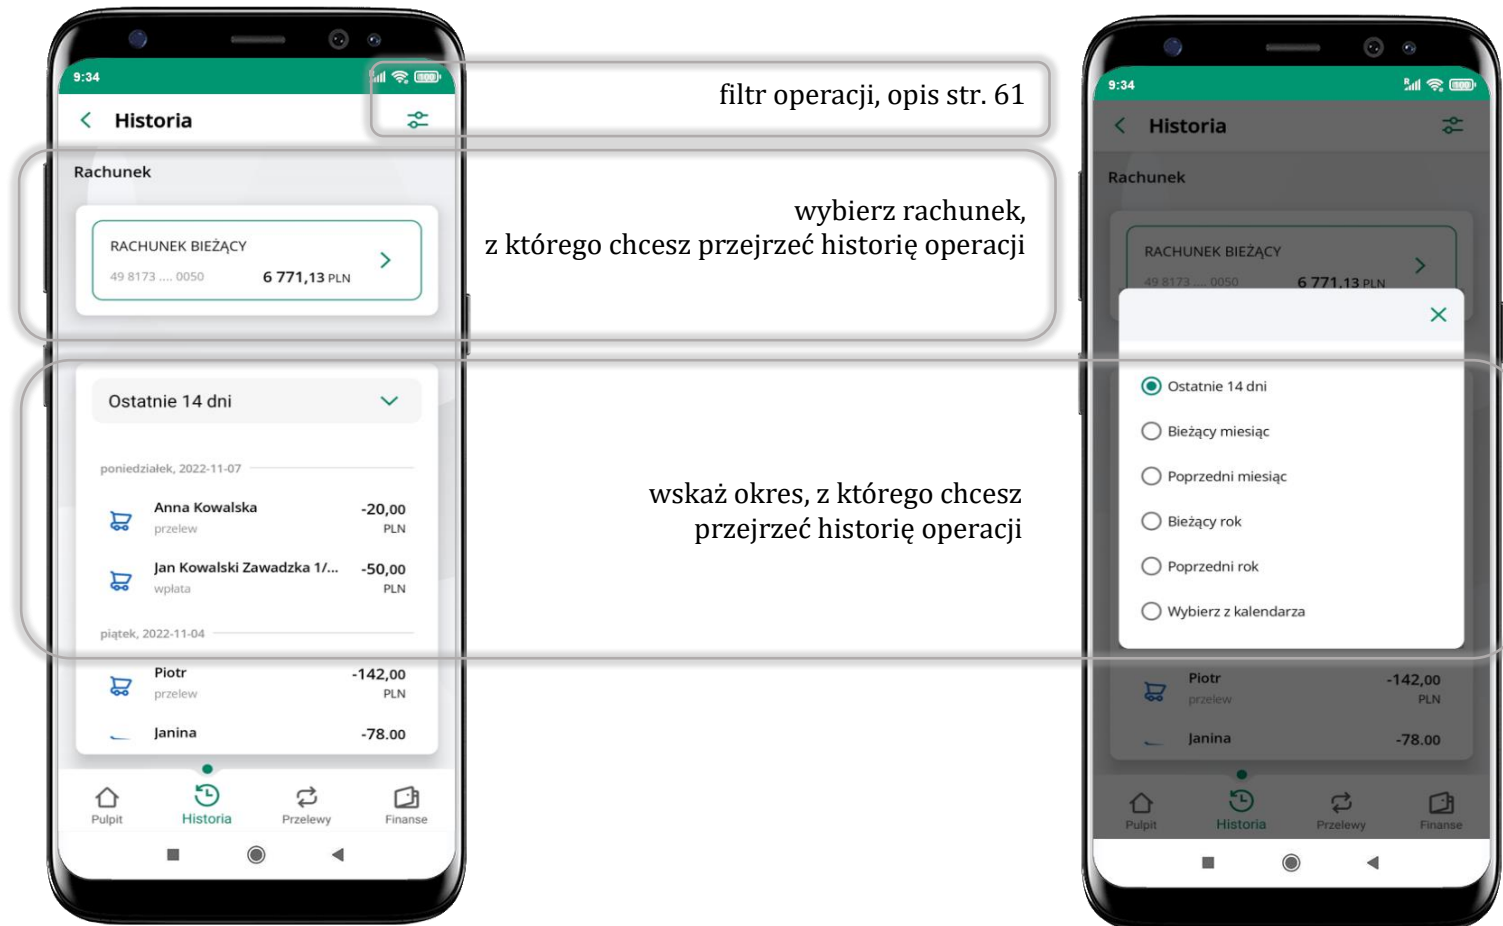 9:34
Historia
filtr operacji, opis str. 61
Rachunek
RACHUNEK BIEŻĄCY
49 8173 .... 0050 6 771,13 PLN
wybierz rachunek,
z którego chcesz przejrzeć historię operacji
Ostatnie 14 dni
poniedziałek, 2022-11-07
Anna Kowalska -20,00
przelew PLN
Jan Kowalski Zawadzka 1/... -50,00
wpłata PLN
piątek, 2022-11-04
Piotr -142,00
przelew PLN
Janina -78.00
Pulpit Historia Przelewy Finanse
wskaż okres, z którego chcesz
przejrzeć historię operacji
9:34
Historia
Rachunek
RACHUNEK BIEŻĄCY
49 8173 .... 0050 6 771,13 PLN
Ostatnie 14 dni
Bieżący miesiąc
Poprzedni miesiąc
Bieżący rok
Poprzedni rok
Wybierz z kalendarza
Piotr -142,00
przelew PLN
Janina -78.00
Pulpit Historia Przelewy Finanse